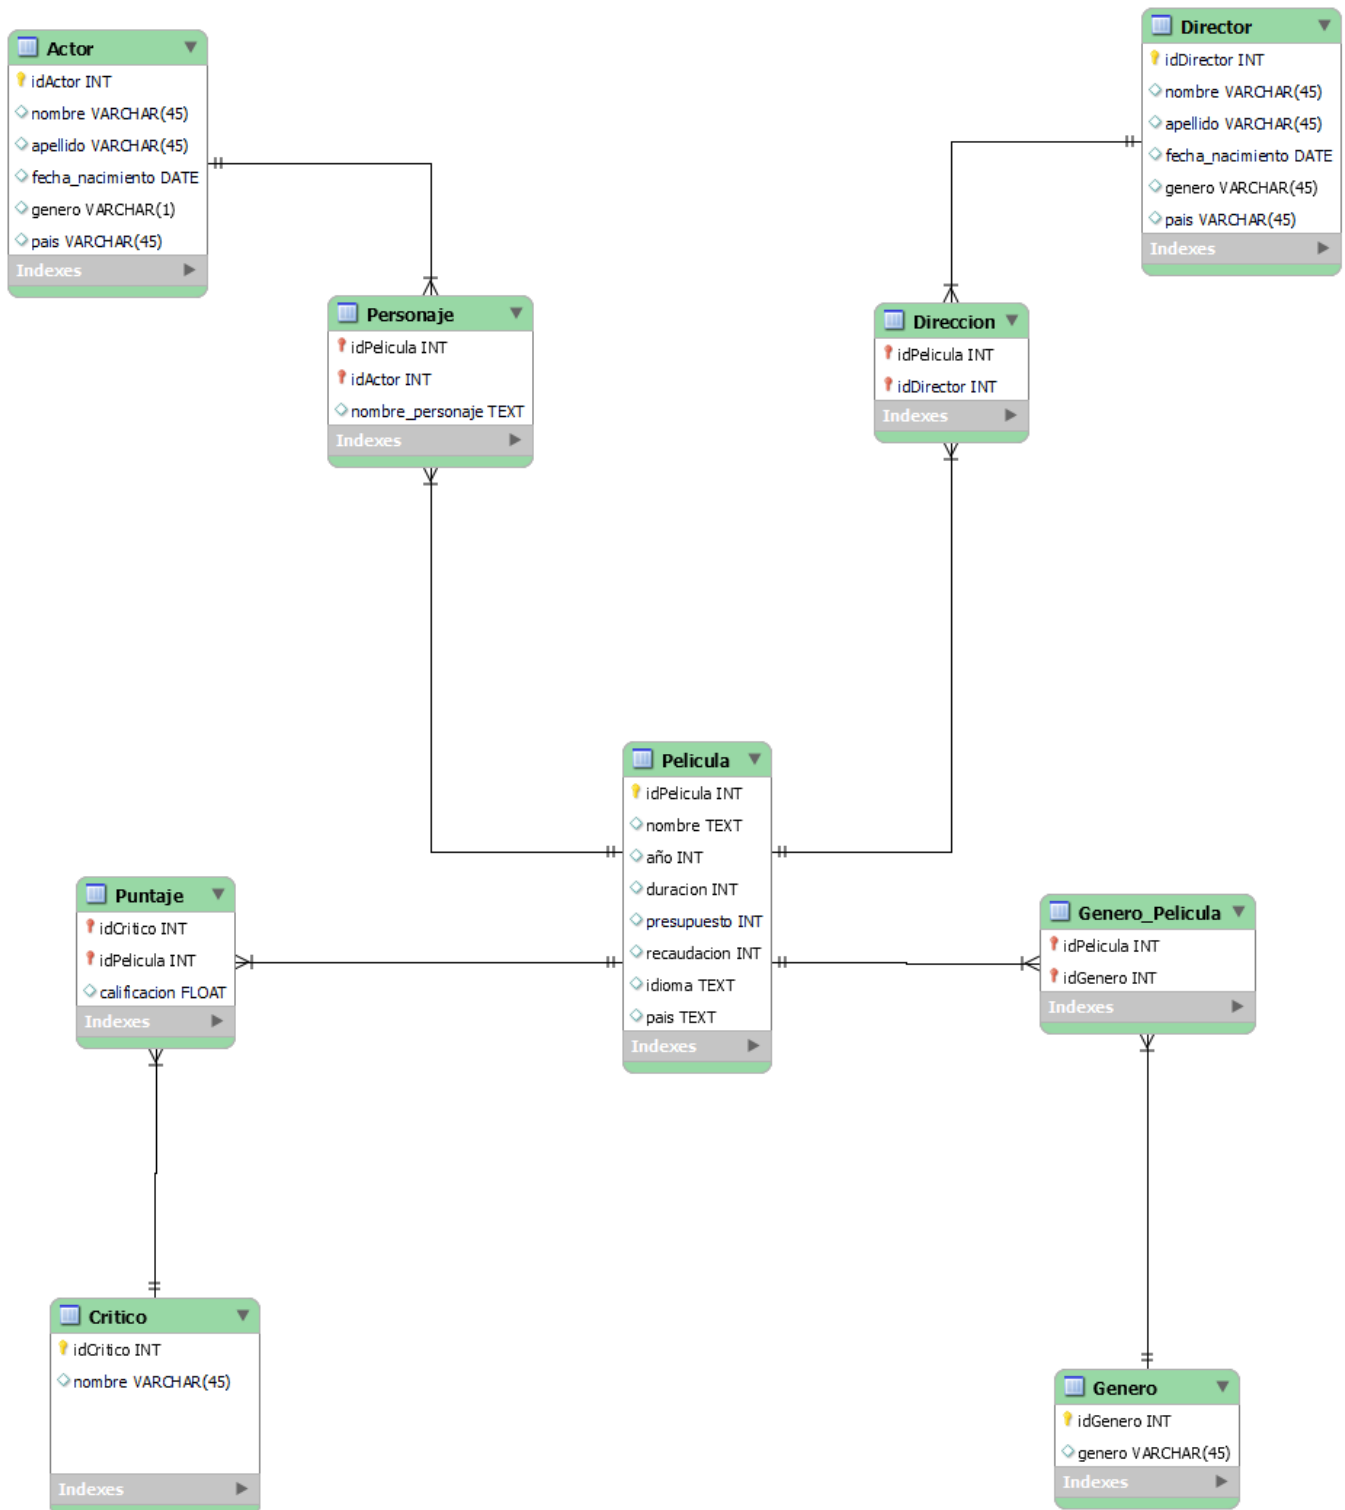 Actor
idActor INT
nombre VARCHAR(45)
apellido VARCHAR(45)
fecha_nacimiento DATE
genero VARCHAR(1)
pais VARCHAR(45)
Indexes
Director
idDirector INT
nombre VARCHAR(45)
apellido VARCHAR(45)
fecha_nacimiento DATE
genero VARCHAR(45)
pais VARCHAR(45)
Indexes
Personaje
idPelicula INT
idActor INT
nombre_personaje TEXT
Indexes
Direccion
idPelicula INT
idDirector INT
Indexes
Pelicula
idPelicula INT
nombre TEXT
año INT
duracion INT
presupuesto INT
recaudacion INT
idioma TEXT
pais TEXT
Indexes
Puntaje
idCritico INT
idPelicula INT
calificacion FLOAT
Indexes
Genero_Pelicula
idPelicula INT
idGenero INT
Indexes
Critico
idCritico INT
nombre VARCHAR(45)
Indexes
Genero
idGenero INT
genero VARCHAR(45)
Indexes